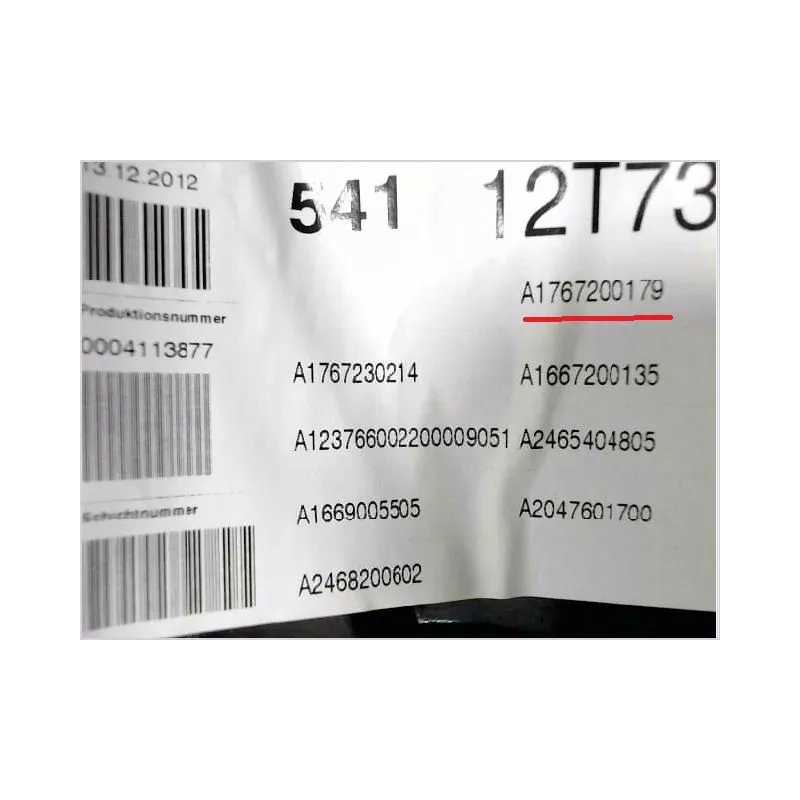 13.12.2012
541 12T73
A1767200179
Produktionsnummer
0004113877
A1767230214 A1667200135
A123766002200009051 A2465404805
Schichtnummer
A1669005505 A2047601700
A2468200602